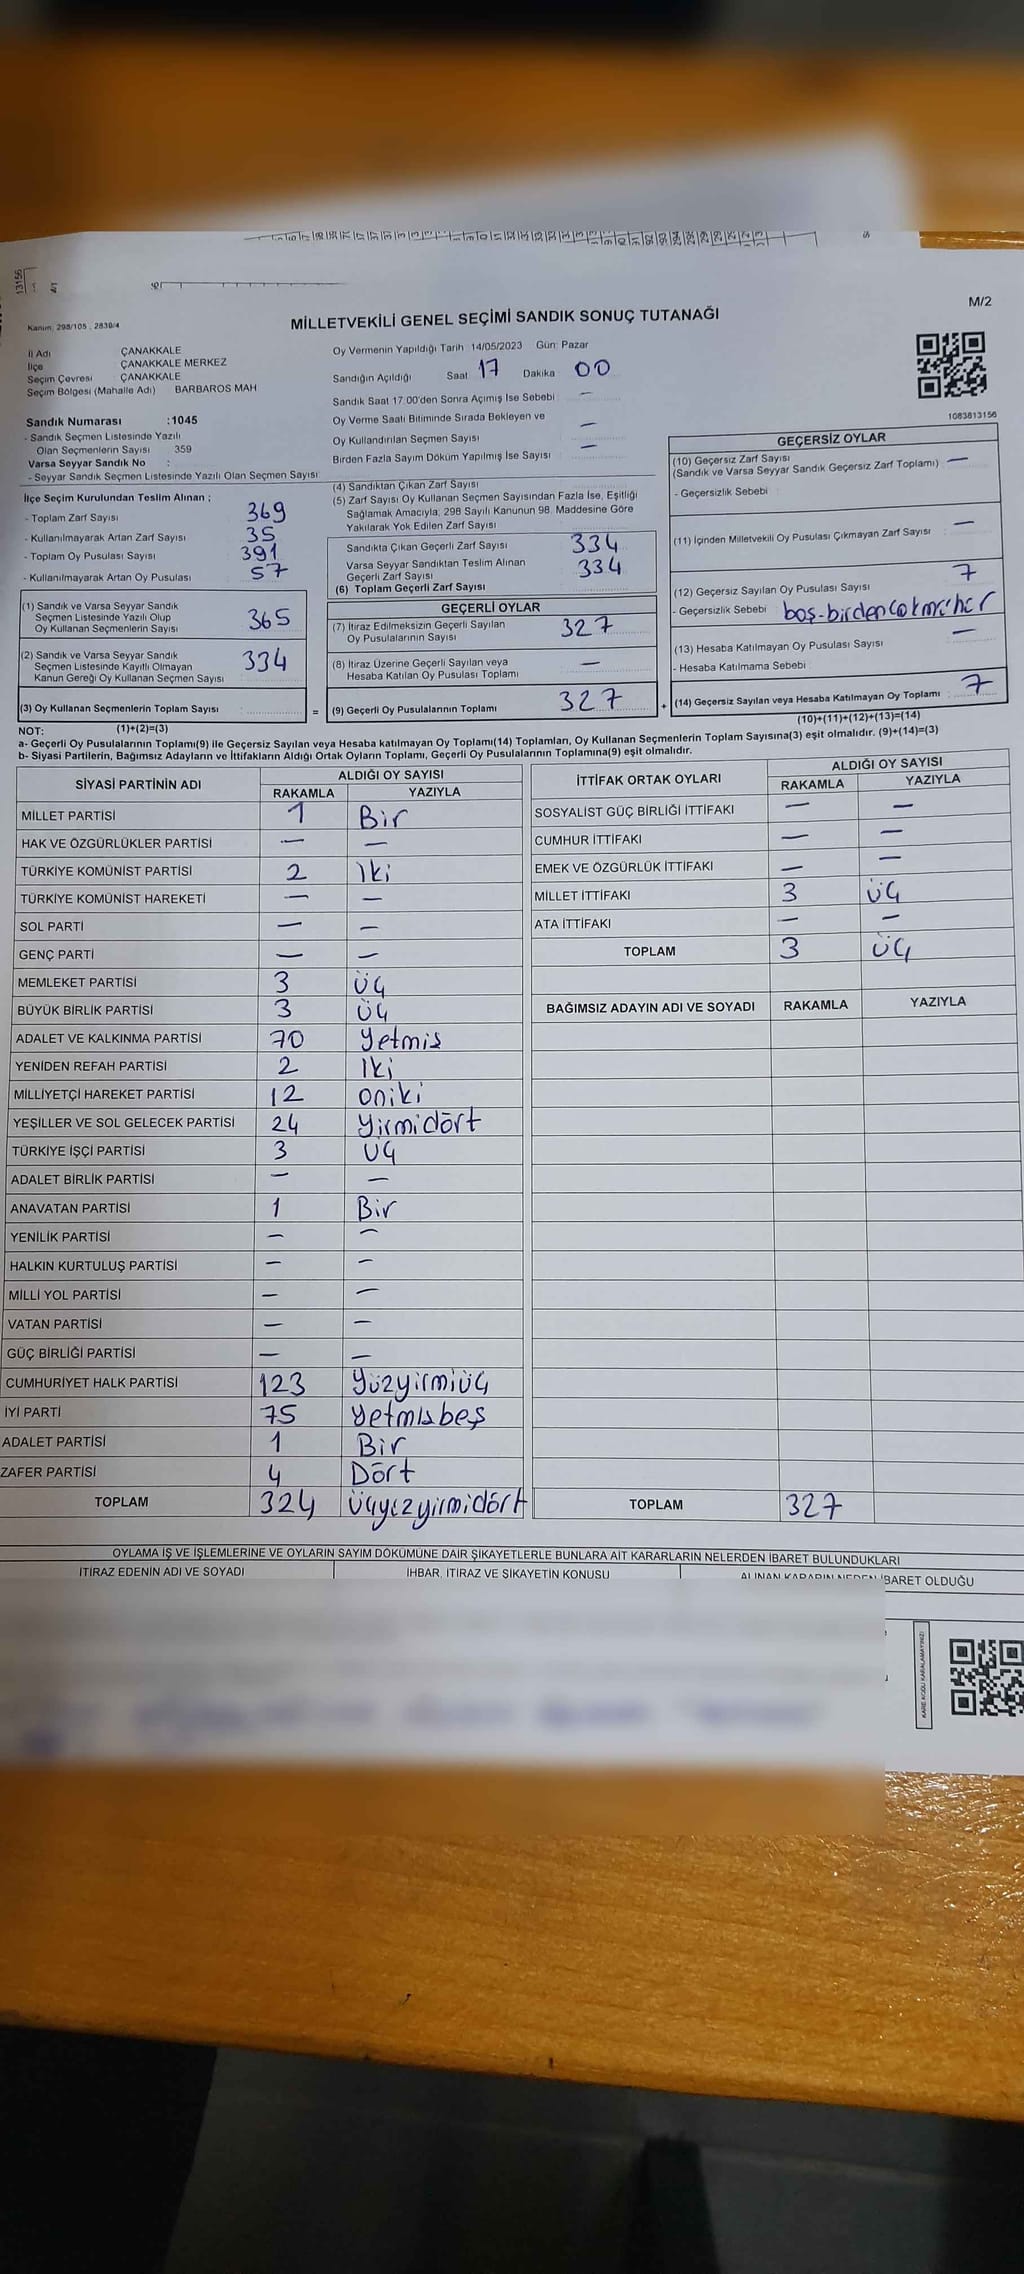 13156
M/2
Kanun; 298/105 , 2839/4
MİLLETVEKİLİ GENEL SEÇİMİ SANDIK SONUÇ TUTANAĞI
İl Adı ÇANAKKALE
İlçe ÇANAKKALE MERKEZ
Seçim Çevresi ÇANAKKALE
Seçim Bölgesi (Mahalle Adı) BARBAROS MAH
Oy Vermenin Yapıldığı Tarih 14/05/2023 Gün: Pazar
Sandığın Açıldığı Saat 17 Dakika 00
Sandık Saat 17:00'den Sonra Açımış İse Sebebi —
Oy Verme Saati Bitiminde Sırada Bekleyen ve
Oy Kullandırılan Seçmen Sayısı —
Birden Fazla Sayım Döküm Yapılmış İse Sayısı —
1083813156
Sandık Numarası :1045
- Sandık Seçmen Listesinde Yazılı
Olan Seçmenlerin Sayısı 359
Varsa Seyyar Sandık No :
- Seyyar Sandık Seçmen Listesinde Yazılı Olan Seçmen Sayısı
İlçe Seçim Kurulundan Teslim Alınan ;
- Toplam Zarf Sayısı 369
- Kullanılmayarak Artan Zarf Sayısı 35
- Toplam Oy Pusulası Sayısı 391
- Kullanılmayarak Artan Oy Pusulası 57
(1) Sandık ve Varsa Seyyar Sandık
Seçmen Listesinde Yazılı Olup
Oy Kullanan Seçmenlerin Sayısı 365
(2) Sandık ve Varsa Seyyar Sandık
Seçmen Listesinde Kayıtlı Olmayan
Kanun Gereği Oy Kullanan Seçmen Sayısı 334
(3) Oy Kullanan Seçmenlerin Toplam Sayısı =
(4) Sandıktan Çıkan Zarf Sayısı
(5) Zarf Sayısı Oy Kullanan Seçmen Sayısından Fazla İse, Eşitliği
Sağlamak Amacıyla; 298 Sayılı Kanunun 98. Maddesine Göre
Yakılarak Yok Edilen Zarf Sayısı
Sandıkta Çıkan Geçerli Zarf Sayısı 334
Varsa Seyyar Sandıktan Teslim Alınan
Geçerli Zarf Sayısı 334
(6) Toplam Geçerli Zarf Sayısı
GEÇERLİ OYLAR
(7) İtiraz Edilmeksizin Geçerli Sayılan
Oy Pusulalarının Sayısı 327
(8) İtiraz Üzerine Geçerli Sayılan veya
Hesaba Katılan Oy Pusulası Toplamı —
(9) Geçerli Oy Pusulalarının Toplamı 327 +
GEÇERSİZ OYLAR
(10) Geçersiz Zarf Sayısı
(Sandık ve Varsa Seyyar Sandık Geçersiz Zarf Toplamı) —
- Geçersizlik Sebebi :
(11) İçinden Milletvekili Oy Pusulası Çıkmayan Zarf Sayısı —
(12) Geçersiz Sayılan Oy Pusulası Sayısı 7
- Geçersizlik Sebebi boş-birden
(13) Hesaba Katılmayan Oy Pusulası Sayısı —
- Hesaba Katılmama Sebebi
(14) Geçersiz Sayılan veya Hesaba Katılmayan Oy Toplamı : 7
(10)+(11)+(12)+(13)=(14)
NOT: (1)+(2)=(3)
a- Geçerli Oy Pusulalarının Toplamı(9) ile Geçersiz Sayılan veya Hesaba katılmayan Oy Toplamı(14) Toplamları, Oy Kullanan Seçmenlerin Toplam Sayısına(3) eşit olmalıdır. (9)+(14)=(3)
b- Siyasi Partilerin, Bağımsız Adayların ve İttifakların Aldığı Ortak Oyların Toplamı, Geçerli Oy Pusulalarının Toplamına(9) eşit olmalıdır.
SİYASİ PARTİNİN ADI ALDIĞI OY SAYISI
RAKAMLA YAZIYLA
MİLLET PARTİSİ 1 Bir
HAK VE ÖZGÜRLÜKLER PARTİSİ — —
TÜRKİYE KOMÜNİST PARTİSİ 2 İki
TÜRKİYE KOMÜNİST HAREKETİ — —
SOL PARTİ — —
GENÇ PARTİ — —
MEMLEKET PARTİSİ 3 Üç
BÜYÜK BİRLİK PARTİSİ 3 Üç
ADALET VE KALKINMA PARTİSİ 70 Yetmiş
YENİDEN REFAH PARTİSİ 2 İki
MİLLİYETÇİ HAREKET PARTİSİ 12 oniki
YEŞİLLER VE SOL GELECEK PARTİSİ 24 Yirmidört
TÜRKİYE İŞÇİ PARTİSİ 3 Üç
ADALET BİRLİK PARTİSİ — —
ANAVATAN PARTİSİ 1 Bir
YENİLİK PARTİSİ — —
HALKIN KURTULUŞ PARTİSİ — —
MİLLİ YOL PARTİSİ — —
VATAN PARTİSİ — —
GÜÇ BİRLİĞİ PARTİSİ — —
CUMHURİYET HALK PARTİSİ 123 Yüzyirmiüç
İYİ PARTİ 75 Yetmişbeş
ADALET PARTİSİ 1 Bir
ZAFER PARTİSİ 4 Dört
TOPLAM 324 Üçyüzyirmidört
İTTİFAK ORTAK OYLARI ALDIĞI OY SAYISI
RAKAMLA YAZIYLA
SOSYALİST GÜÇ BİRLİĞİ İTTİFAKI — —
CUMHUR İTTİFAKI — —
EMEK VE ÖZGÜRLÜK İTTİFAKI — —
MİLLET İTTİFAKI 3 Üç
ATA İTTİFAKI — —
TOPLAM 3 Üç
BAĞIMSIZ ADAYIN ADI VE SOYADI RAKAMLA YAZIYLA
TOPLAM 327
OYLAMA İŞ VE İŞLEMLERİNE VE OYLARIN SAYIM DÖKÜMÜNE DAİR ŞİKAYETLERLE BUNLARA AİT KARARLARIN NELERDEN İBARET BULUNDUKLARI
İTİRAZ EDENİN ADI VE SOYADI İHBAR, İTİRAZ VE ŞİKAYETİN KONUSU ALINAN KARARIN NEDEN İBARET OLDUĞU
KARE KODU KARALAMAYINIZ!